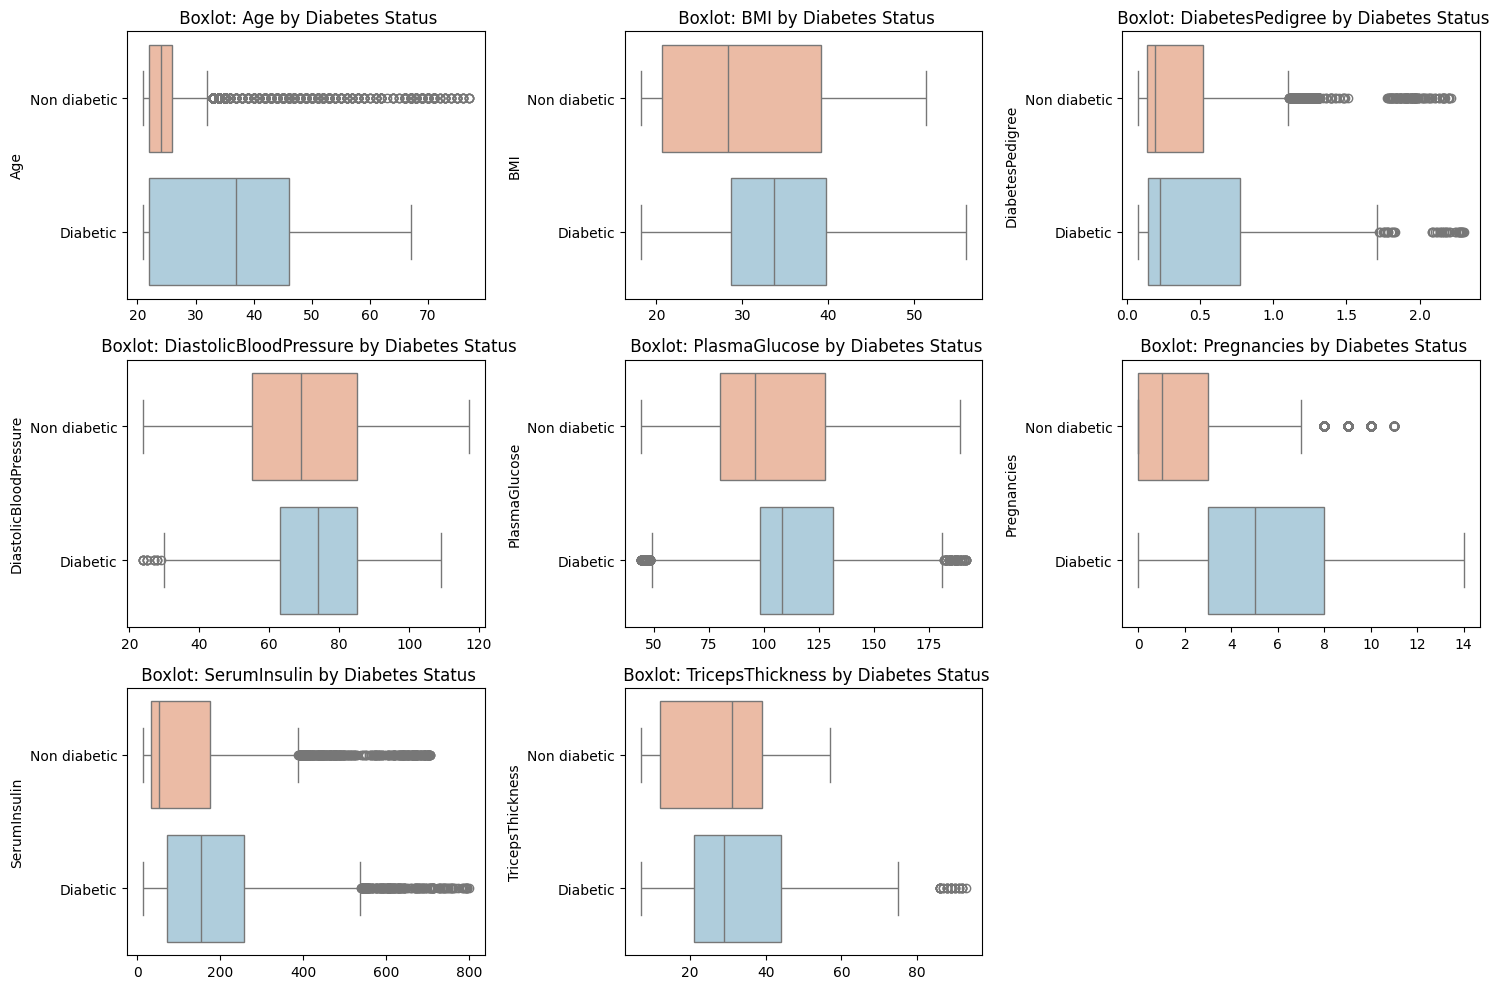 Boxlot: Age by Diabetes Status
Non diabetic
Diabetic
Age
20 30 40 50 60 70
Boxlot: BMI by Diabetes Status
Non diabetic
Diabetic
BMI
20 30 40 50
Boxlot: DiabetesPedigree by Diabetes Status
Non diabetic
Diabetic
DiabetesPedigree
0.0 0.5 1.0 1.5 2.0
Boxlot: DiastolicBloodPressure by Diabetes Status
Non diabetic
Diabetic
DiastolicBloodPressure
20 40 60 80 100 120
Boxlot: PlasmaGlucose by Diabetes Status
Non diabetic
Diabetic
PlasmaGlucose
50 75 100 125 150 175
Boxlot: Pregnancies by Diabetes Status
Non diabetic
Diabetic
Pregnancies
0 2 4 6 8 10 12 14
Boxlot: SerumInsulin by Diabetes Status
Non diabetic
Diabetic
SerumInsulin
0 200 400 600 800
Boxlot: TricepsThickness by Diabetes Status
Non diabetic
Diabetic
TricepsThickness
20 40 60 80